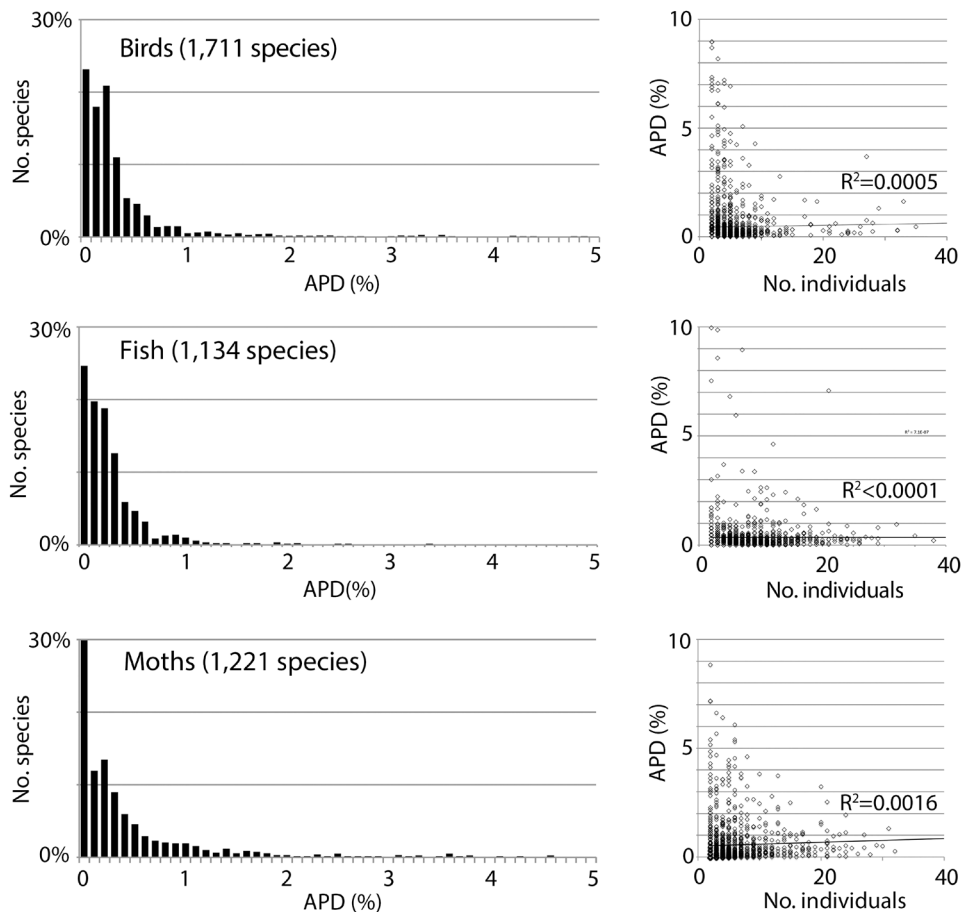 30%
Birds (1,711 species)
No. species
0%
0 1 2 3 4 5
APD (%)
10
APD (%)
5
R²=0.0005
0
0 20 40
No. individuals
30%
Fish (1,134 species)
No. species
0%
0 1 2 3 4 5
APD(%)
10
APD (%)
5
R² = 7.1E-07
R²<0.0001
0
0 20 40
No. individuals
30%
Moths (1,221 species)
No. species
0%
0 1 2 3 4 5
APD (%)
10
APD (%)
5
R²=0.0016
0
0 20 40
No. individuals